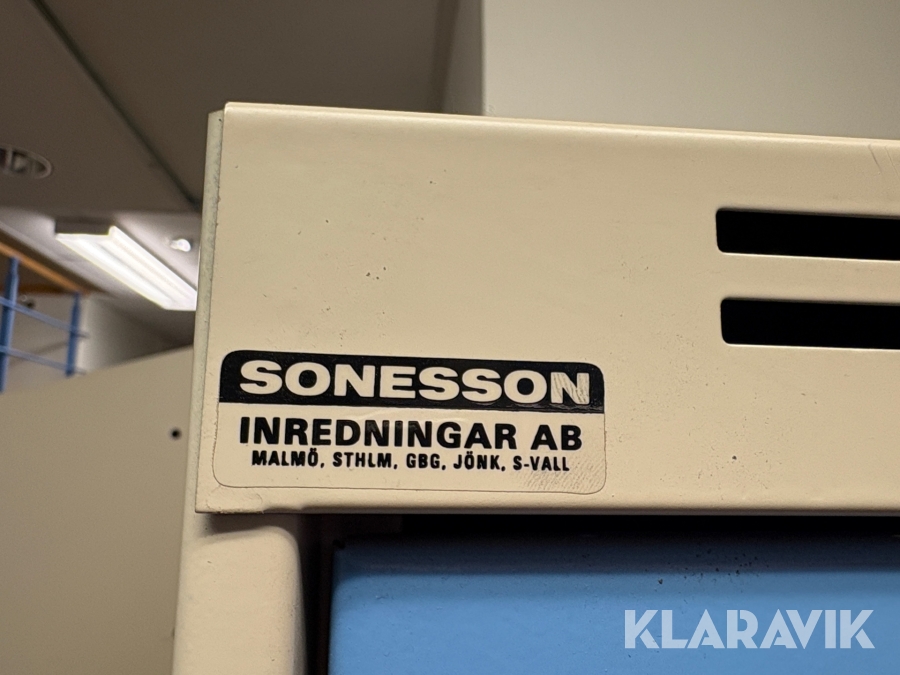 SONESSON
INREDNINGAR AB
MALMÖ, STHLM, GBG, JÖNK, S-VALL
KLARAVIK